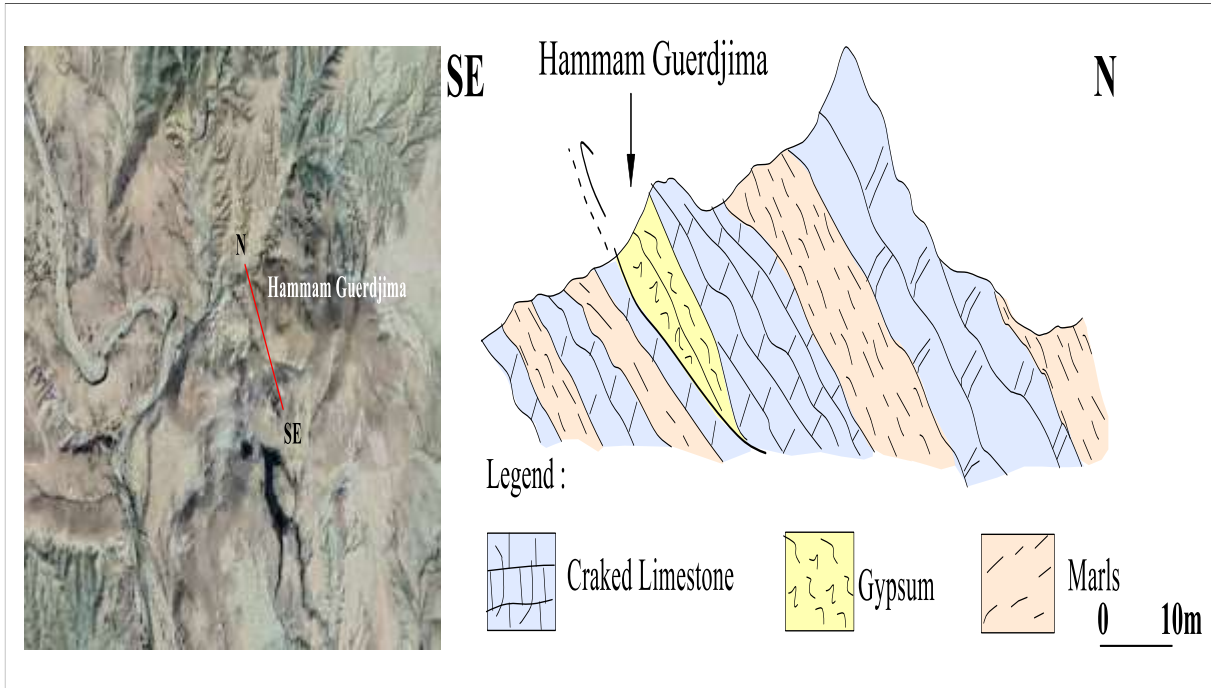 SE
Hammam Guerdjima
N
N
Hammam Guerdjima
SE
Legend :
Craked Limestone
Gypsum
Marls
0 10m